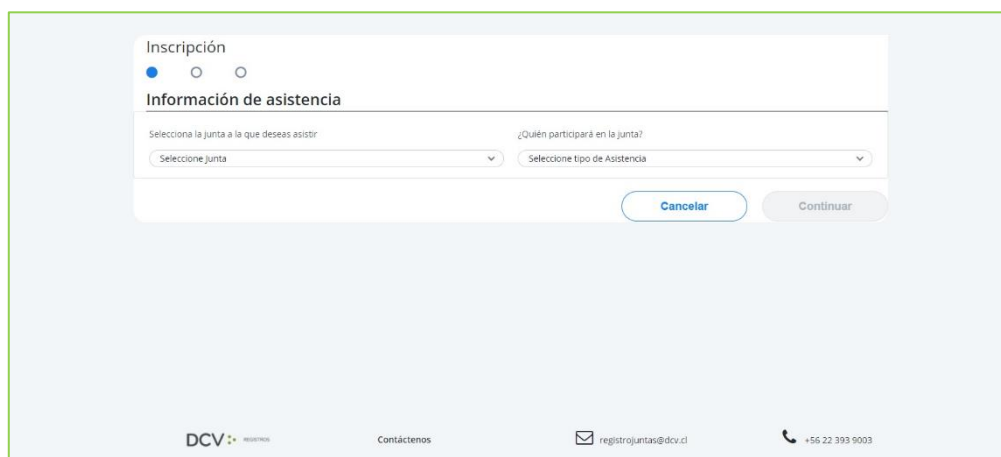 Inscripción
Información de asistencia
Selecciona la junta a la que deseas asistir
¿Quién participará en la junta?
Seleccione Junta
Seleccione tipo de Asistencia
Cancelar
Continuar
DCV REGISTROS
Contáctenos
registrojuntas@dcv.cl
+56 22 393 9003